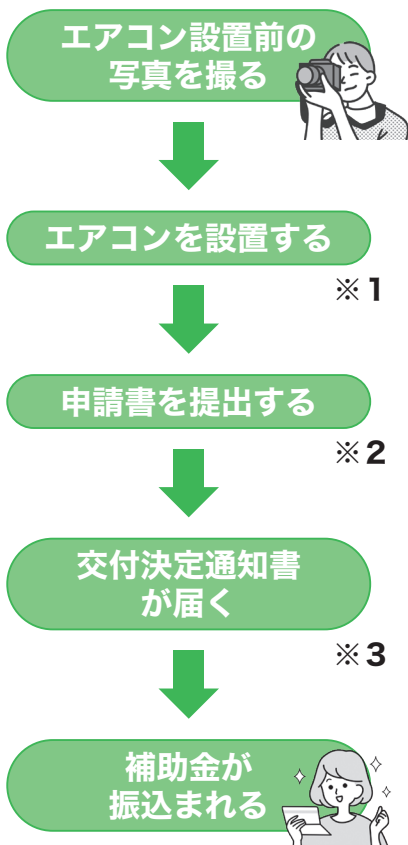 エアコン設置前の
写真を撮る
エアコンを設置する
※1
申請書を提出する
※2
交付決定通知書
が届く
※3
補助金が
振込まれる